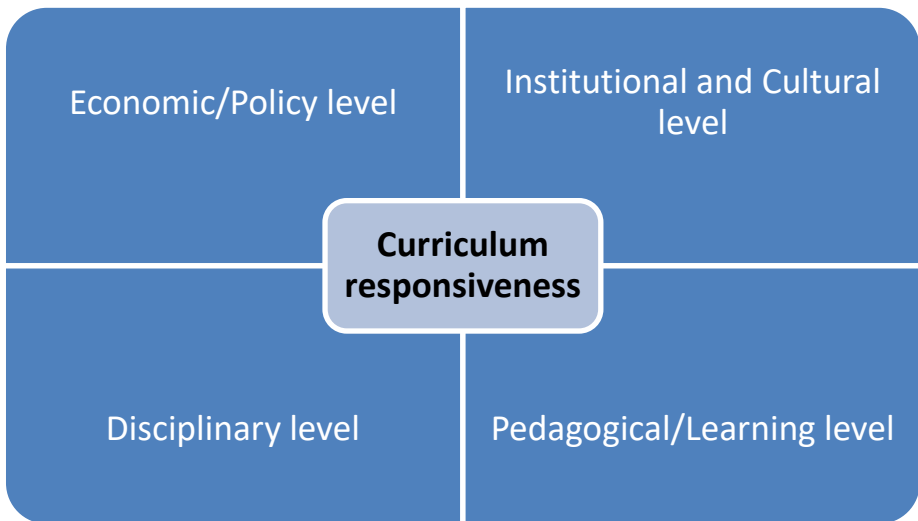 Economic/Policy level
Institutional and Cultural
level
Curriculum
responsiveness
Disciplinary level
Pedagogical/Learning level